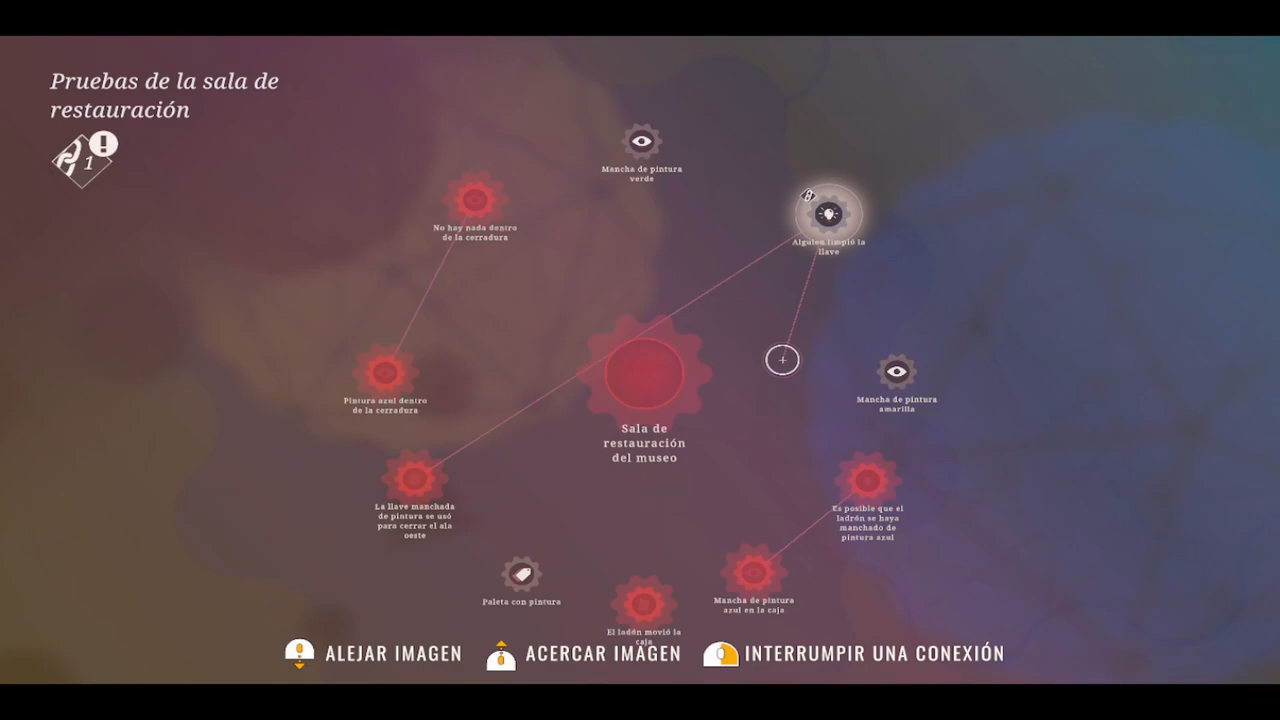 Pruebas de la sala de
restauración
1
Mancha de pintura
verde
No hay nada dentro
de la cerradura
Alguien limpió la
llave
Pintura azul dentro
de la cerradura
Mancha de pintura
amarilla
Sala de
restauración
del museo
La llave manchada
de pintura se usó
para cerrar el ala
oeste
Es posible que el
ladrón se haya
manchado de
pintura azul
Paleta con pintura
Mancha de pintura
azul en la caja
El ladón movió la
caja
ALEJAR IMAGEN
ACERCAR IMAGEN
INTERRUMPIR UNA CONEXIÓN